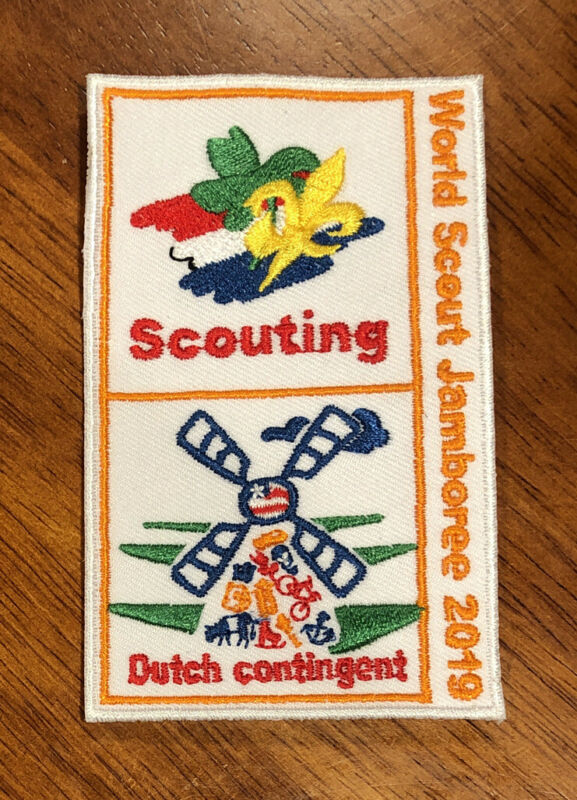 Scouting
Dutch contingent
World Scout Jamboree 2019